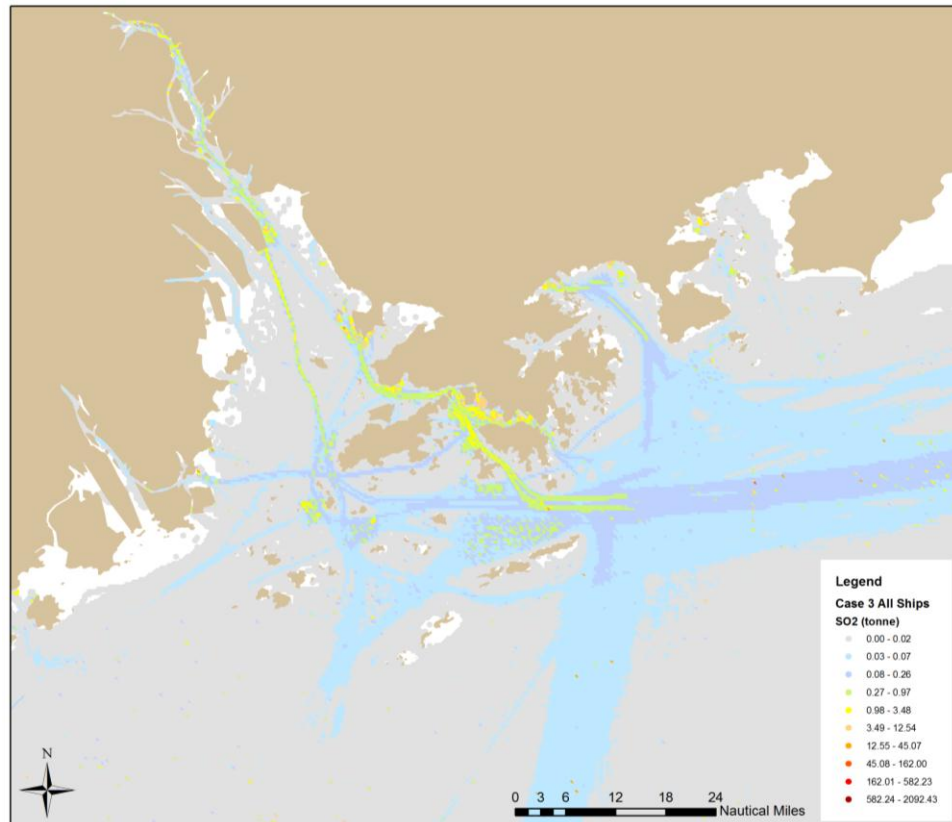 Legend
Case 3 All Ships
SO2 (tonne)
0.00 - 0.02
0.03 - 0.07
0.08 - 0.26
0.27 - 0.97
0.98 - 3.48
3.49 - 12.54
12.55 - 45.07
45.08 - 162.00
162.01 - 582.23
582.24 - 2092.43
N
0 3 6 12 18 24
Nautical Miles